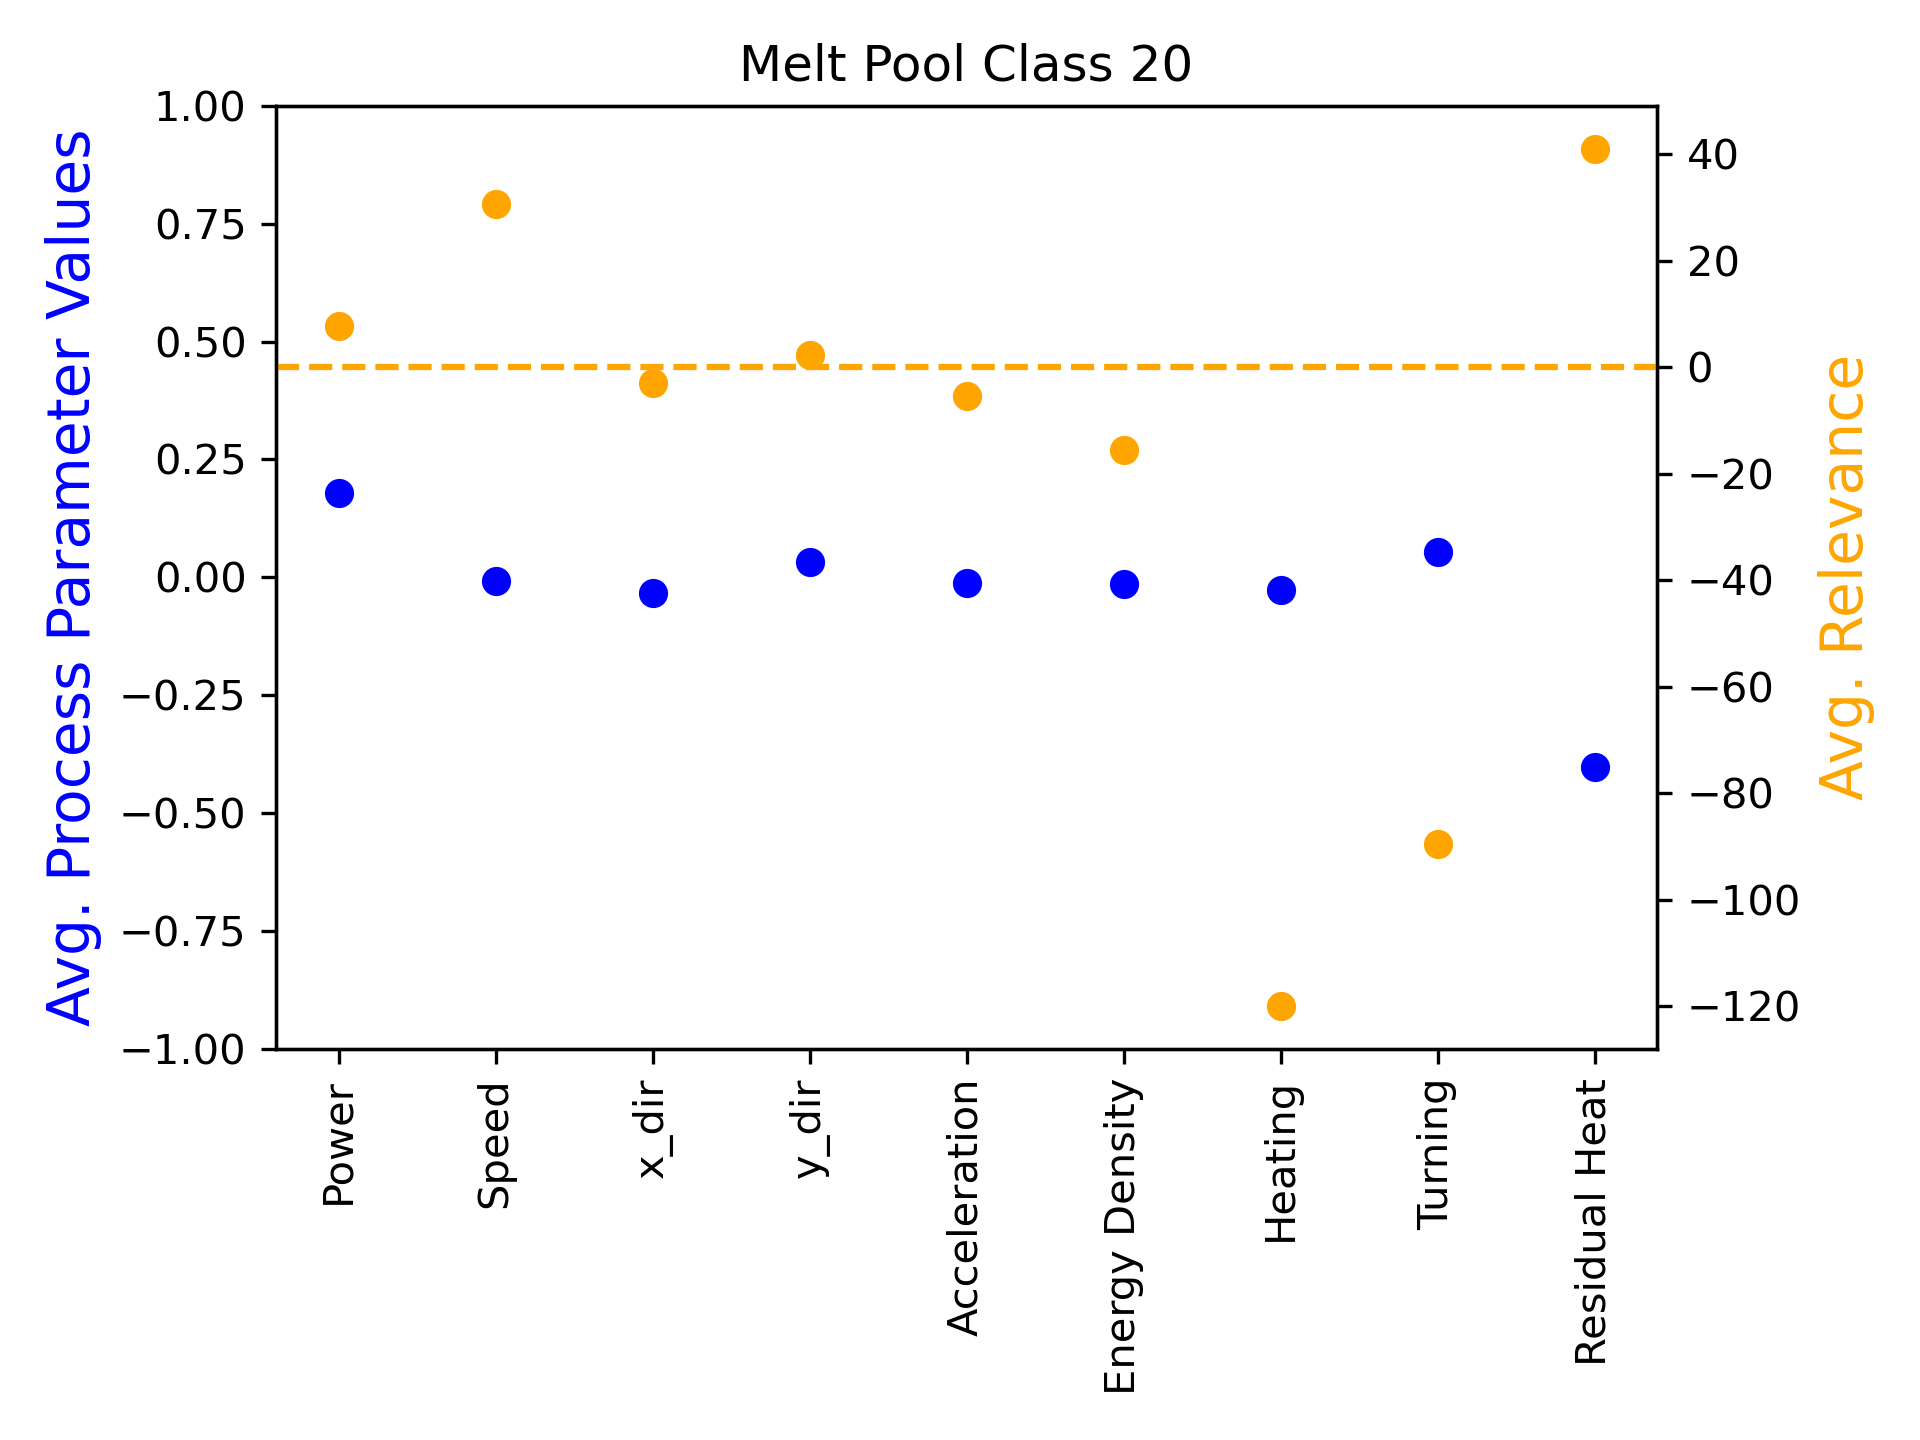 Melt Pool Class 20
Avg. Process Parameter Values
1.00
0.75
0.50
0.25
0.00
−0.25
−0.50
−0.75
−1.00
40
20
0
−20
−40
−60
−80
−100
−120
Avg. Relevance
Power
Speed
x_dir
y_dir
Acceleration
Energy Density
Heating
Turning
Residual Heat